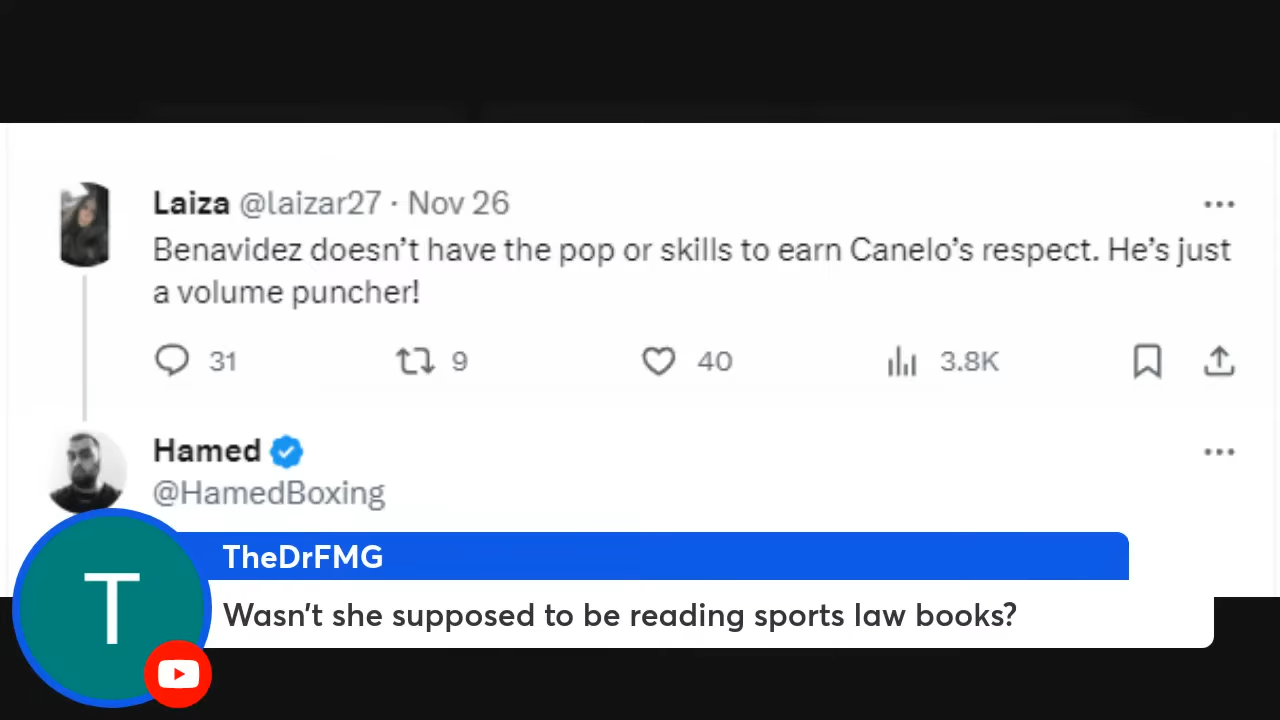 Laiza @laizar27 · Nov 26
Benavidez doesn’t have the pop or skills to earn Canelo’s respect. He’s just
a volume puncher!
31 9 40 3.8K
Hamed
@HamedBoxing
T
TheDrFMG
Wasn’t she supposed to be reading sports law books?